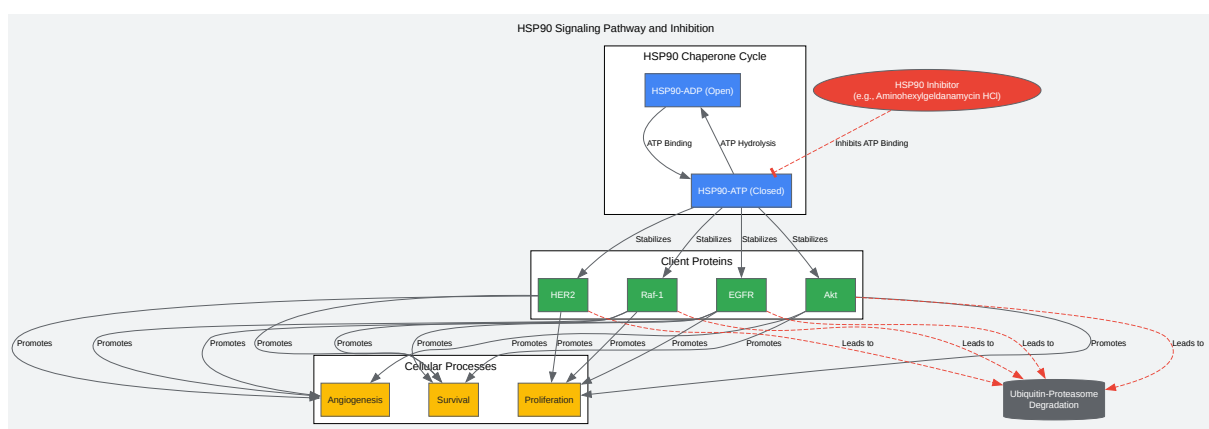 HSP90 Signaling Pathway and Inhibition
HSP90 Chaperone Cycle
HSP90-ADP (Open)
HSP90 Inhibitor
(e.g., Aminohexylgeldanamycin HCl)
ATP Binding
ATP Hydrolysis
Inhibits ATP Binding
HSP90-ATP (Closed)
Stabilizes
Stabilizes
Stabilizes
Stabilizes
Client Proteins
HER2
Raf-1
EGFR
Akt
Promotes
Promotes
Promotes
Promotes
Promotes
Promotes
Promotes
Promotes
Promotes
Promotes
Promotes
Promotes
Leads to
Leads to
Leads to
Promotes
Leads to
Cellular Processes
Angiogenesis
Survival
Proliferation
Ubiquitin-Proteasome
Degradation